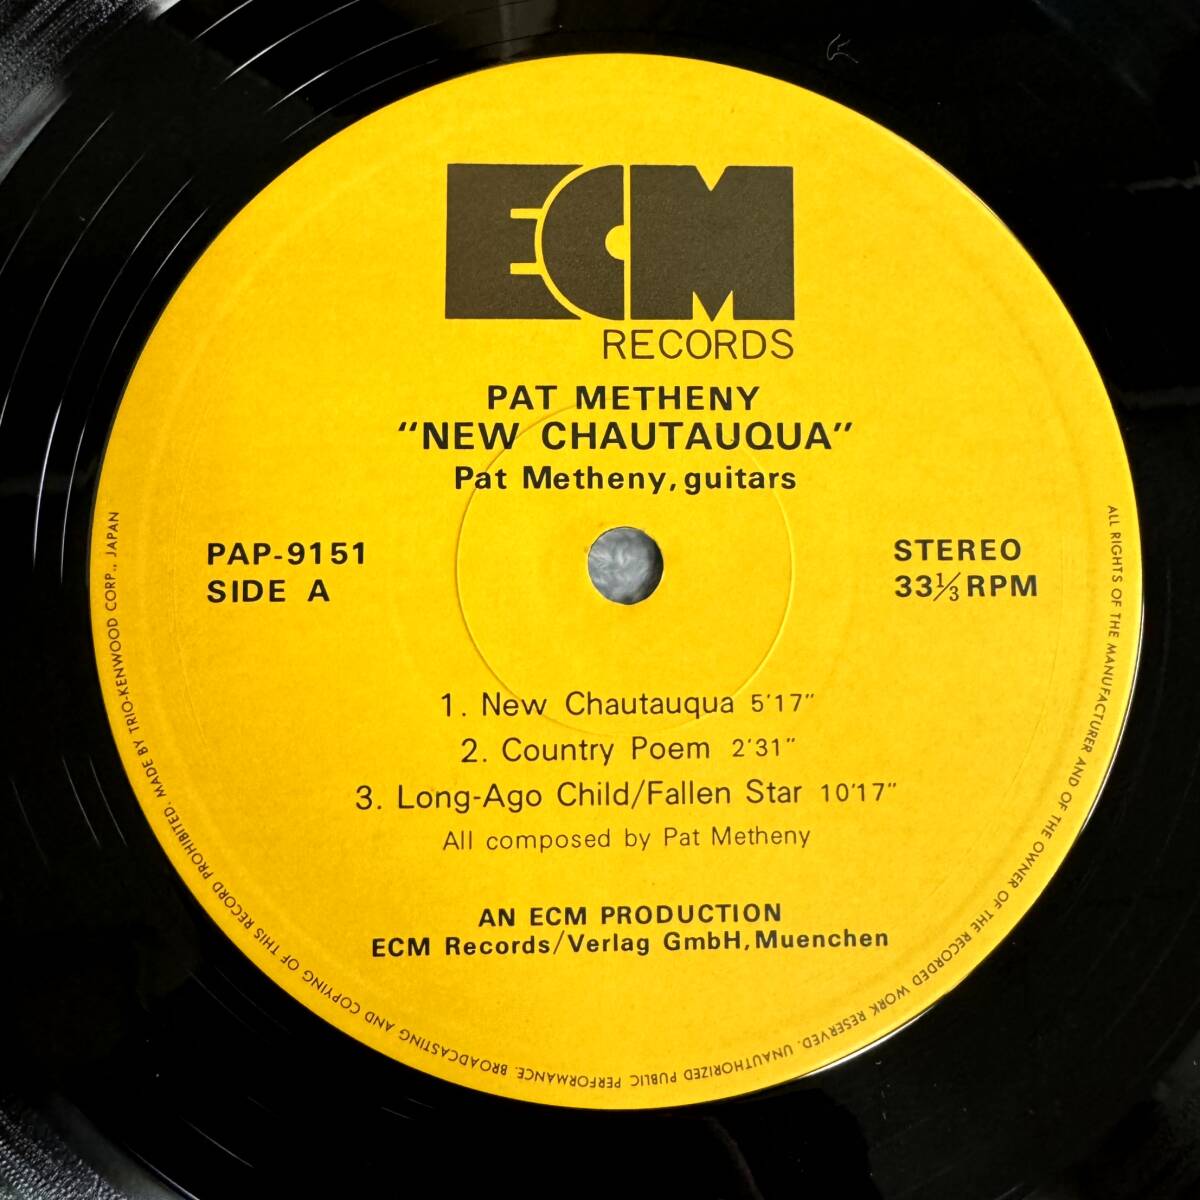 ECM
RECORDS
PAT METHENY
“NEW CHAUTAUQUA”
Pat Metheny, guitars
PAP-9151
SIDE A
STEREO
33⅓ RPM
1. New Chautauqua 5'17"
2. Country Poem 2'31"
3. Long-Ago Child/Fallen Star 10'17"
All composed by Pat Metheny
AN ECM PRODUCTION
ECM Records/Verlag GmbH, Muenchen
ALL RIGHTS OF THE MANUFACTURER AND OF THE OWNER OF THE RECORDED WORK RESERVED. UNAUTHORIZED PUBLIC PERFORMANCE. BROADCASTING AND COPYING OF THIS RECORD PROHIBITED. MADE BY TRIO-KENWOOD CORP., JAPAN